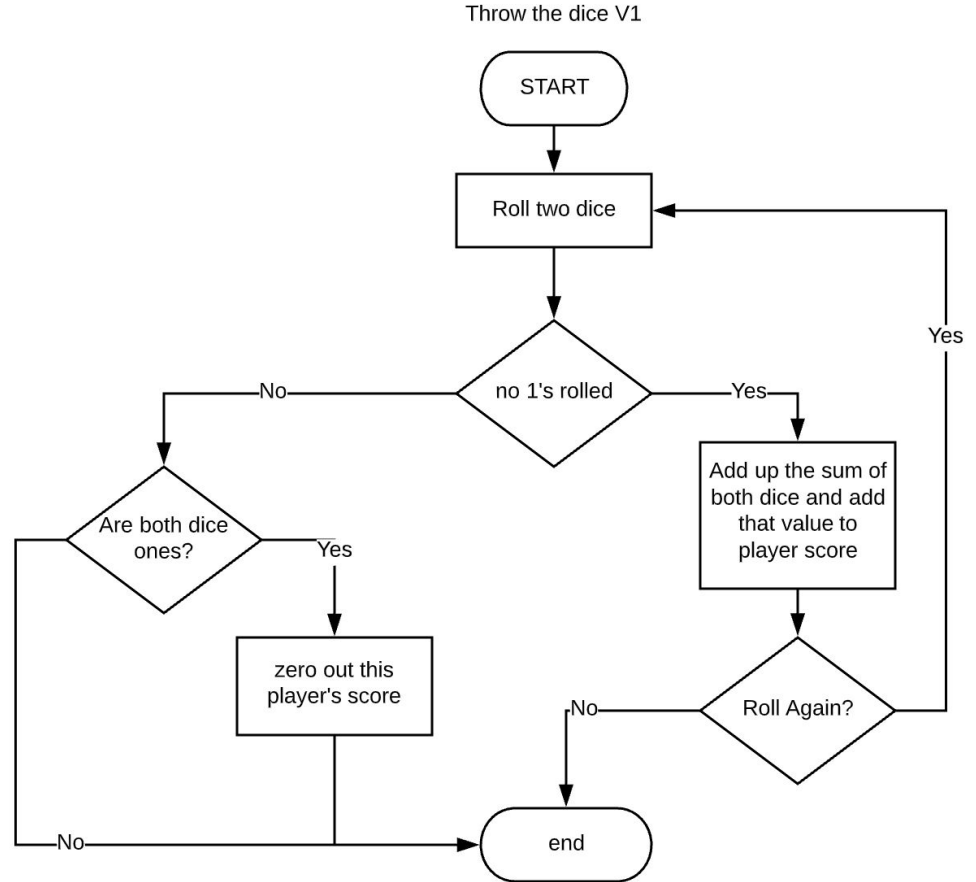 Throw the dice V1
START
Roll two dice
no 1's rolled
No
Yes
Yes
Are both dice
ones?
Yes
Add up the sum of
both dice and add
that value to
player score
zero out this
player's score
Roll Again?
No
No
end